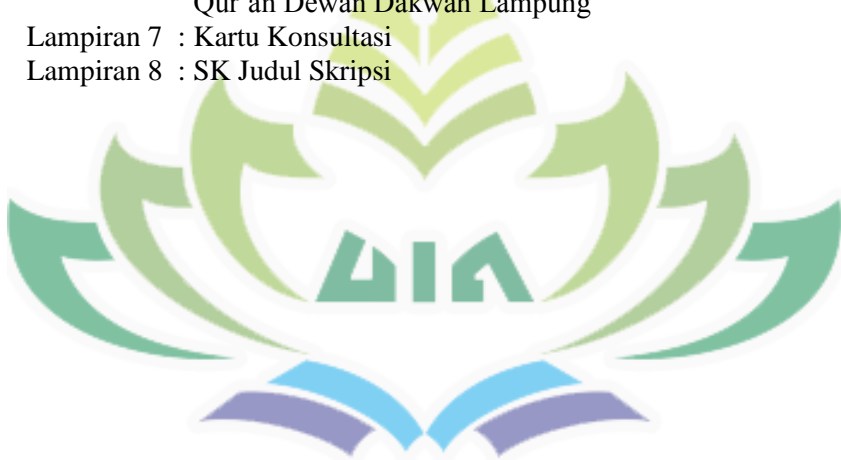 Qur'an Dewan Dakwah Lampung
Lampiran 7 : Kartu Konsultasi
Lampiran 8 : SK Judul Skripsi
UIN